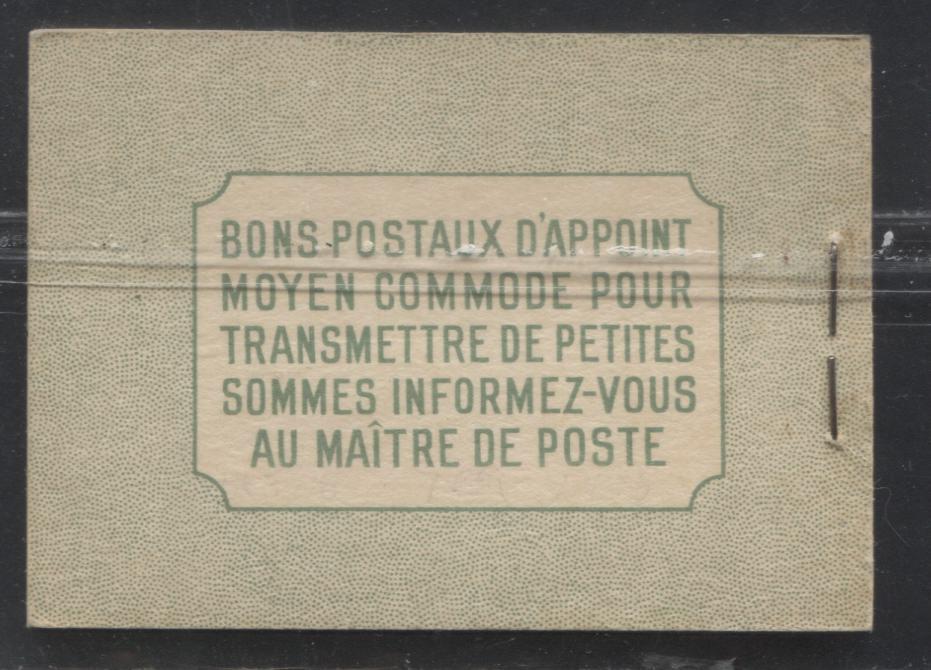 BONS POSTAUX D'APPOINT
MOYEN COMMODE POUR
TRANSMETTRE DE PETITES
SOMMES INFORMEZ-VOUS
AU MAÎTRE DE POSTE